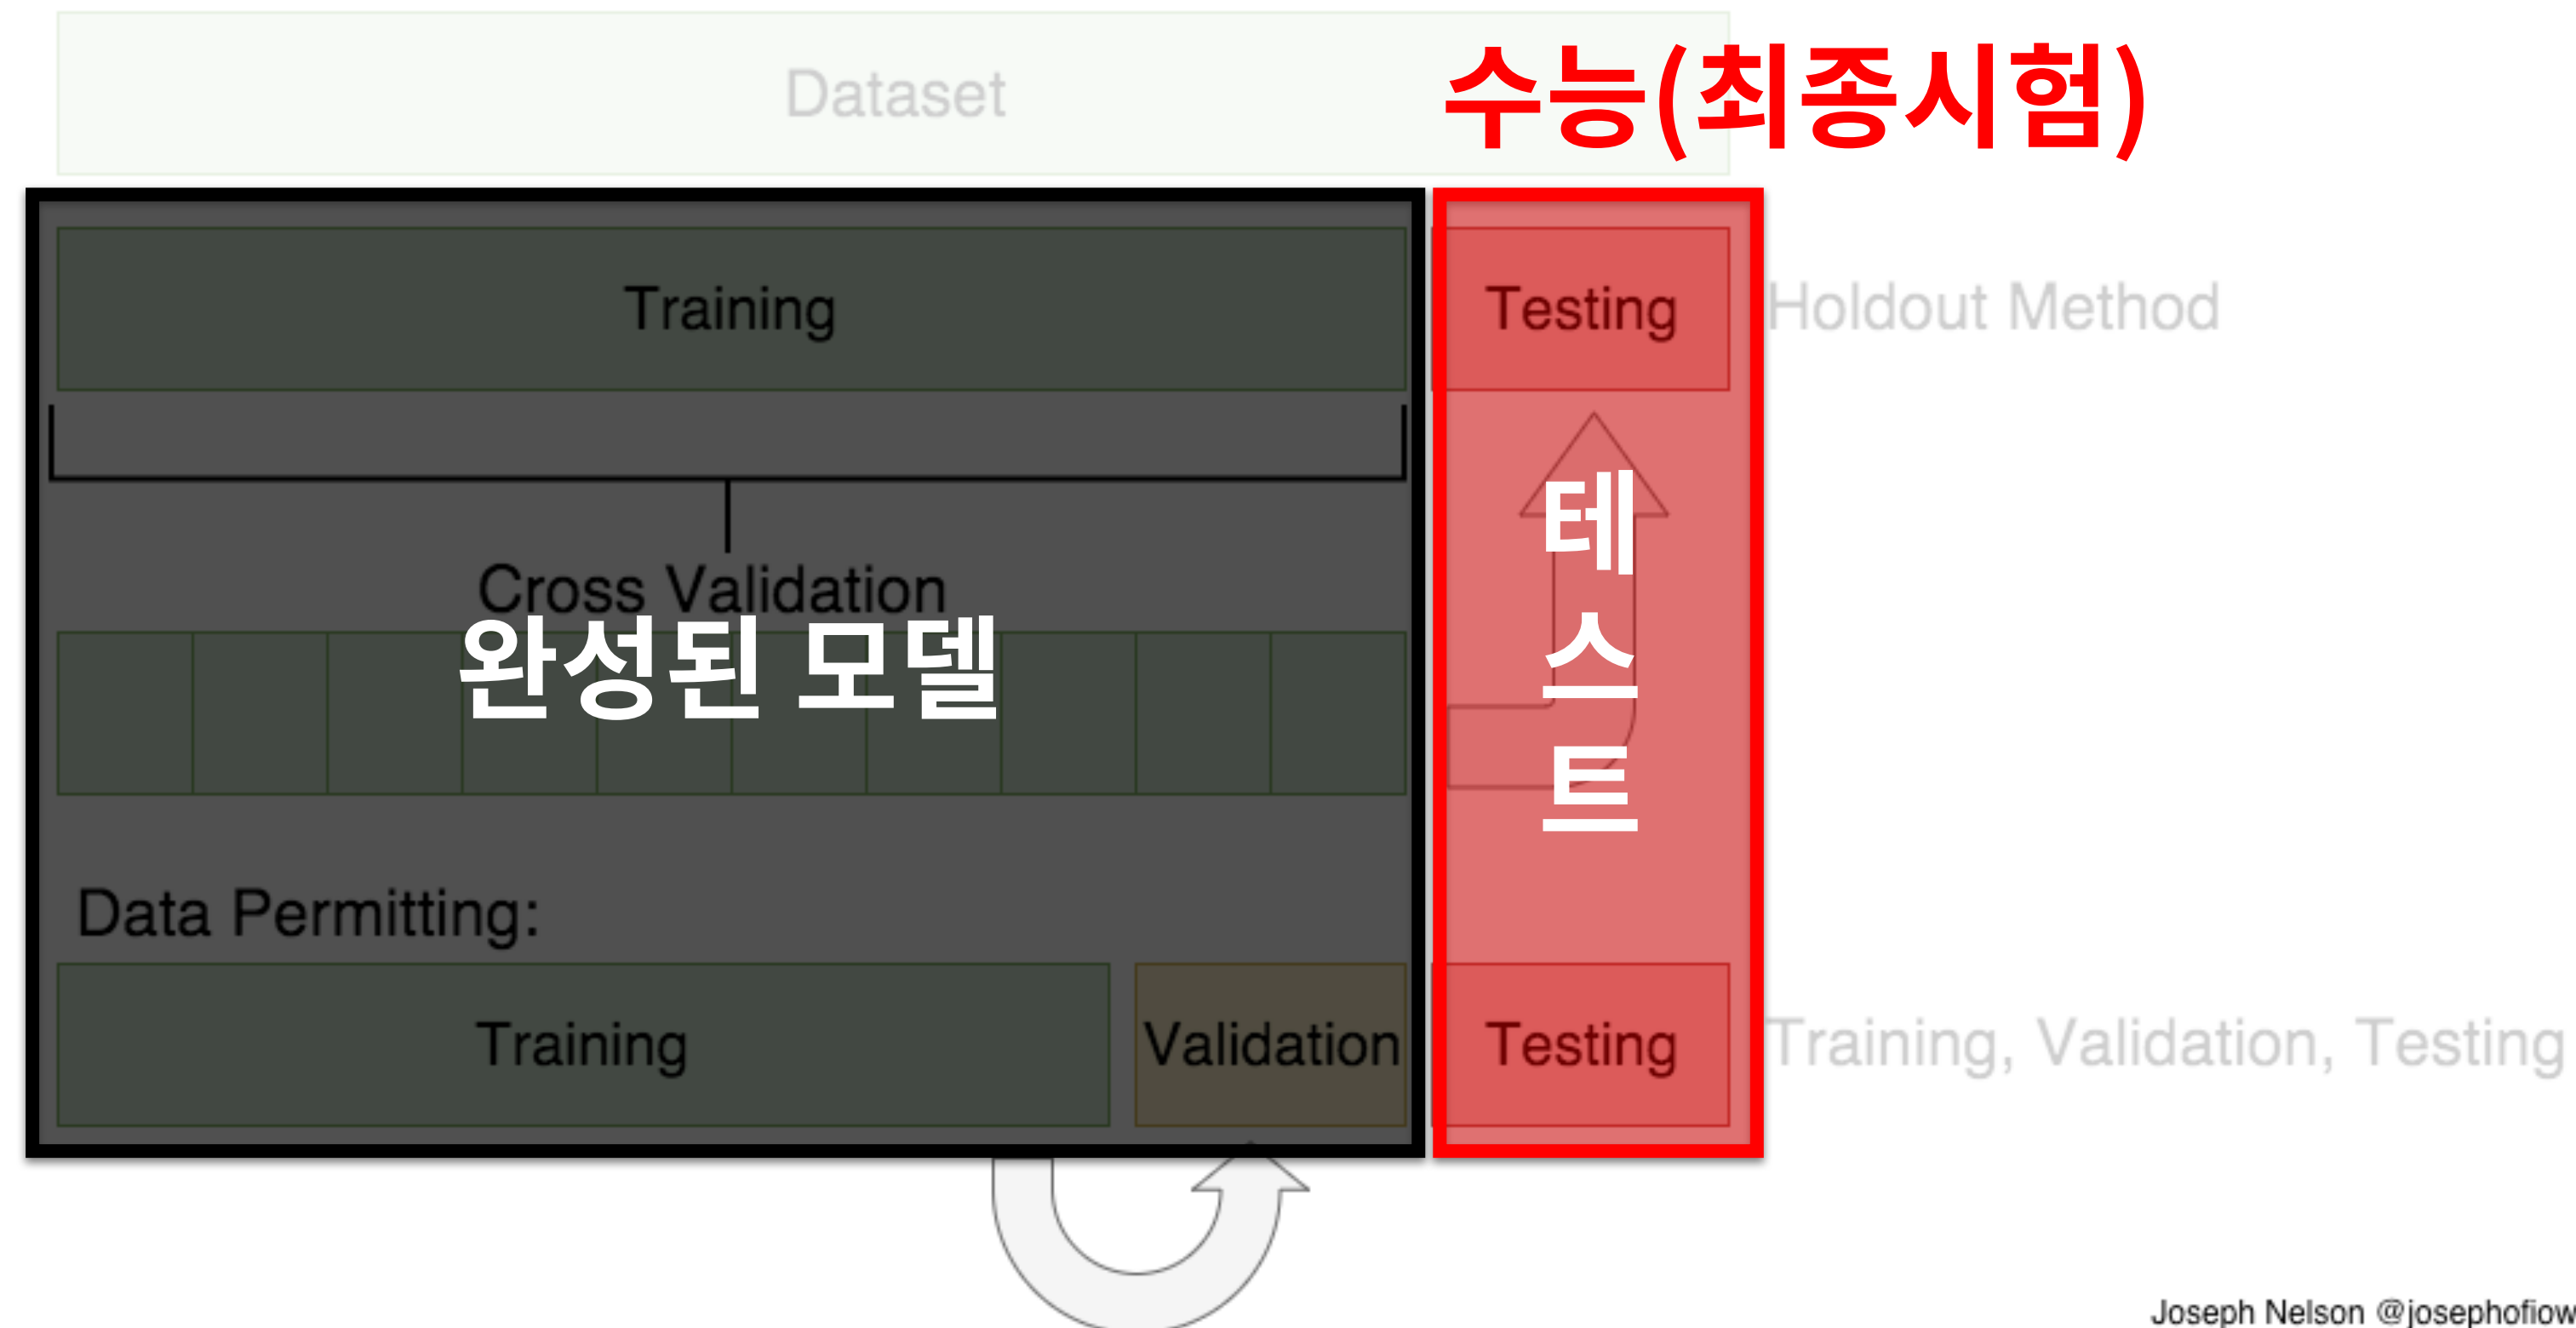 Dataset
수능(최종시험)
Training
Testing
Holdout Method
Cross Validation
완성된 모델
테
스
트
Data Permitting:
Training
Validation
Testing
Training, Validation, Testing
Joseph Nelson @josephofiow